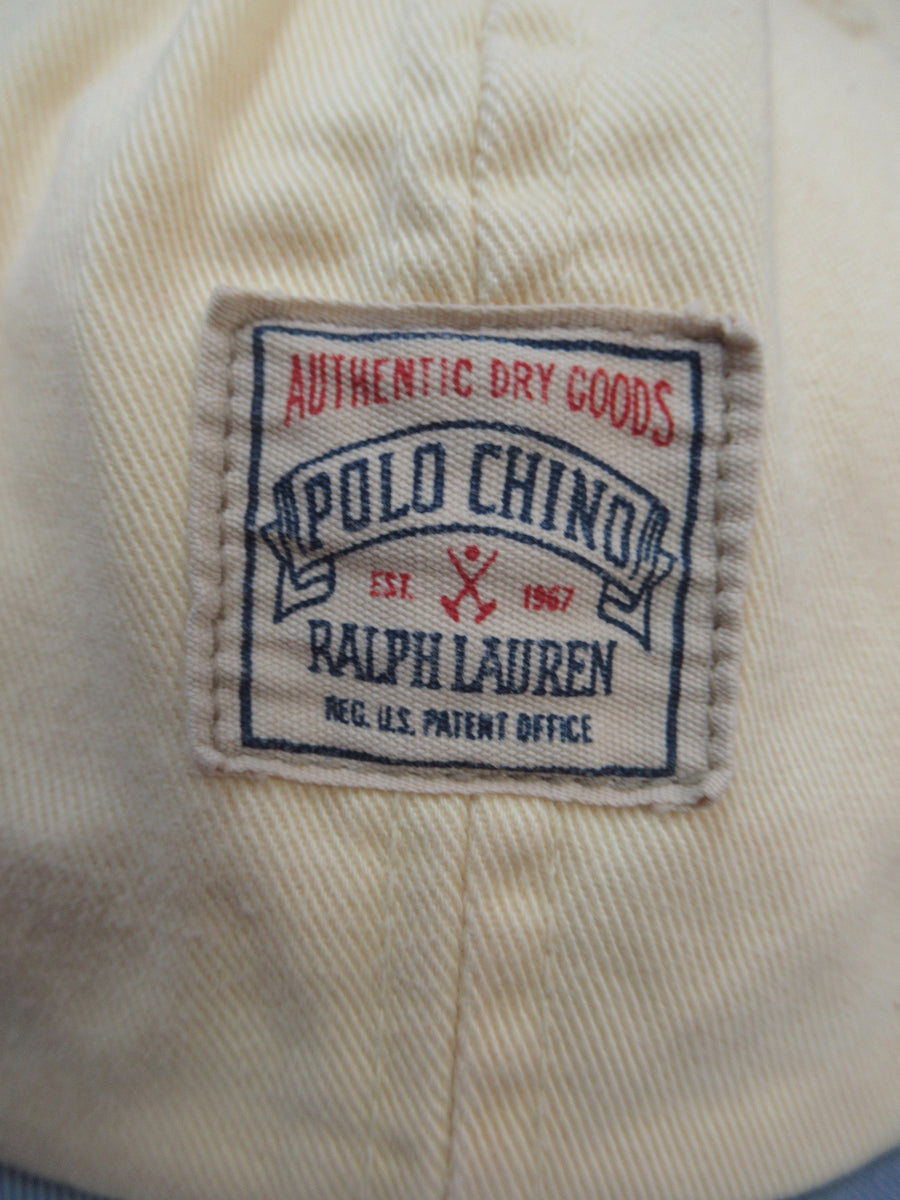 AUTHENTIC DRY GOODS
POLO CHINO
EST. 1967
RALPH LAUREN
REG. U.S. PATENT OFFICE